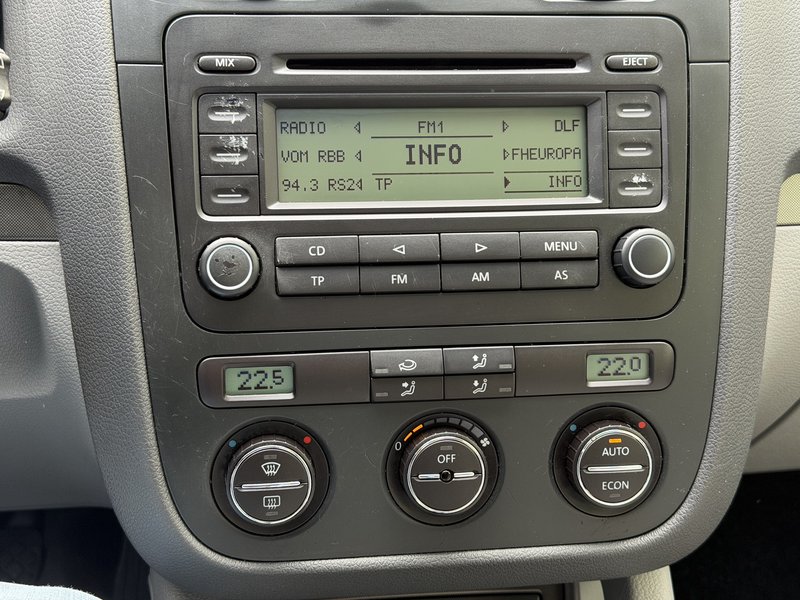 MIX
EJECT
RADIO FM1 DLF
VOM RBB INFO FHEUROPA
94.3 RS2 TP INFO
CD MENU
TP FM AM AS
22.5 22.0
0 OFF AUTO
ECON